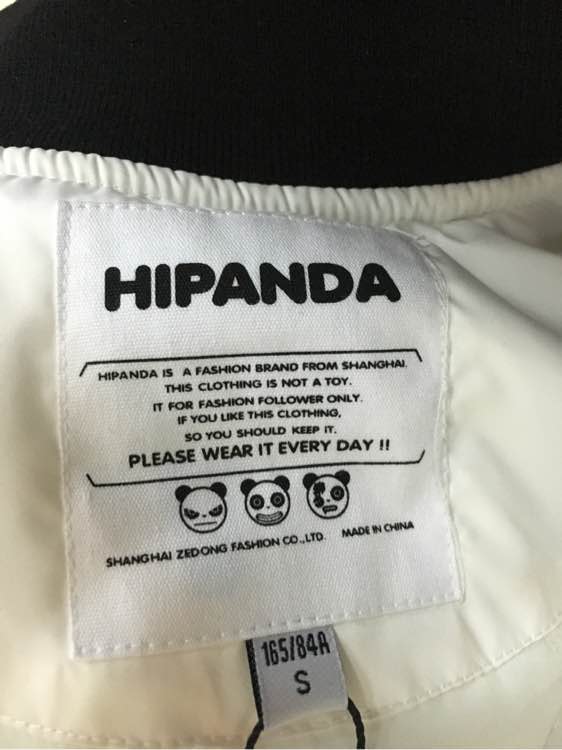 HIPANDA
HIPANDA IS A FASHION BRAND FROM SHANGHAI.
THIS CLOTHING IS NOT A TOY.
IT FOR FASHION FOLLOWER ONLY.
IF YOU LIKE THIS CLOTHING,
SO YOU SHOULD KEEP IT.
PLEASE WEAR IT EVERY DAY !!
SHANGHAI ZEDONG FASHION CO.,LTD. MADE IN CHINA
165/84A
S